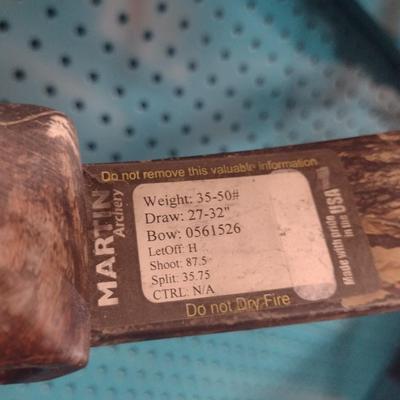 Do not remove this valuable information
MARTIN
Archery
Weight: 35-50#
Draw: 27-32"
Bow: 0561526
LetOff: H
Shoot: 87.5
Split: 35.75
CTRL: N/A
Made with pride
in the USA
Do not Dry Fire